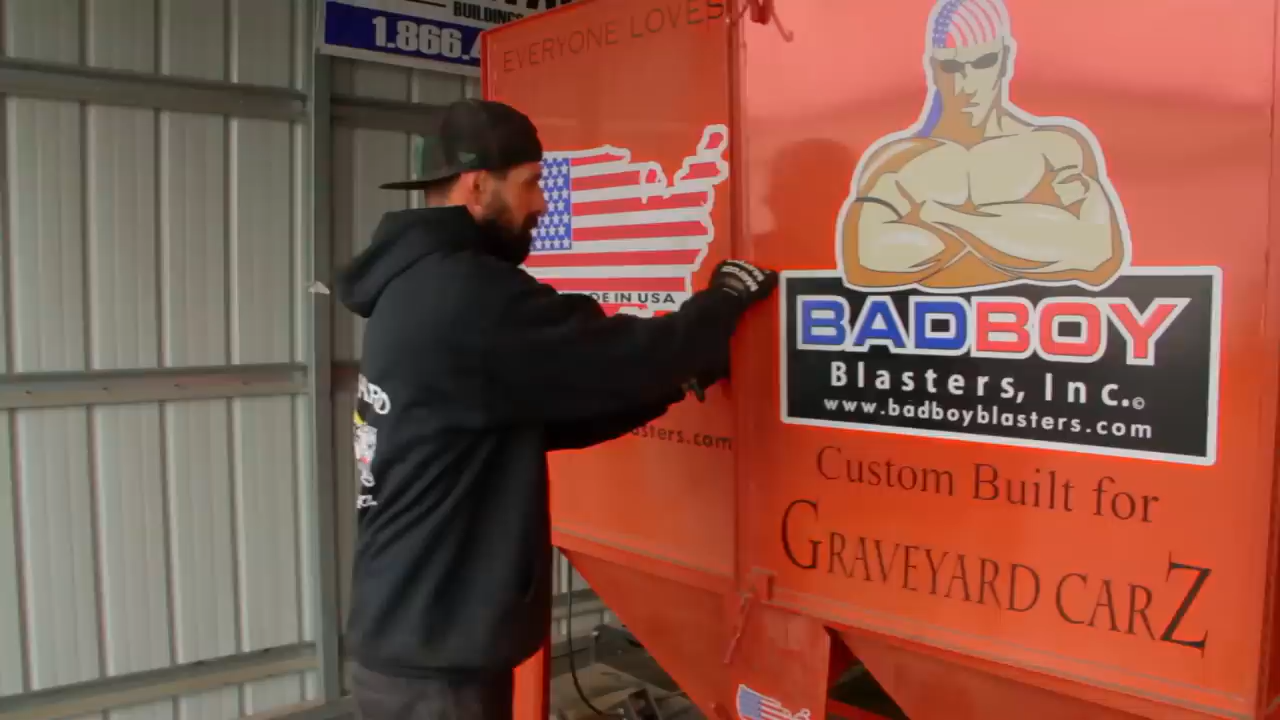 BUILDINGS
1.866.
EVERYONE LOVES
DE IN USA
BADBOY
Blasters, Inc.©
www.badboyblasters.com
sters.com
Custom Built for
GRAVEYARD CARZ